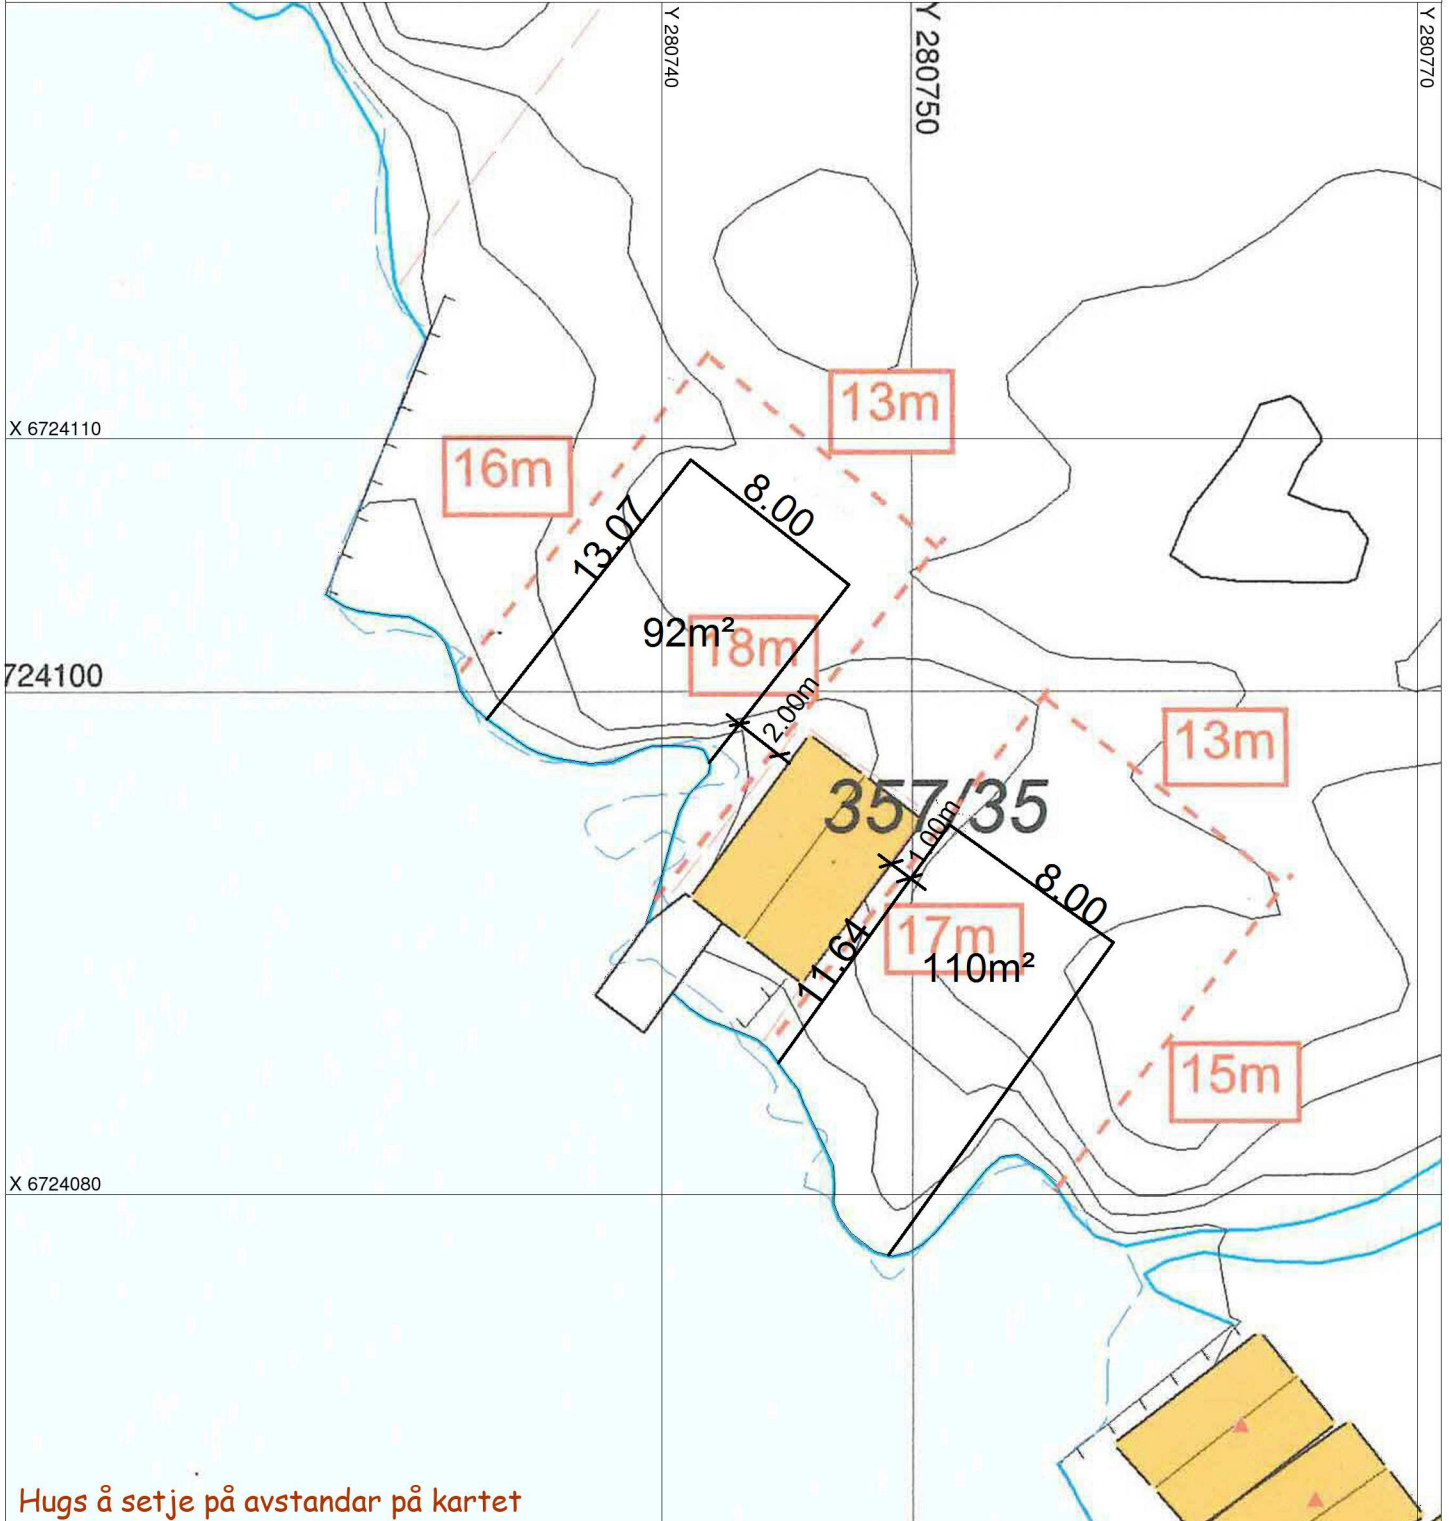 Y 280740
Y 280750
Y 280770
13m
X 6724110
16m
8.00
13.07
92m²
18m
724100
2.00m
13m
357/35
1.00m
8.00
11.64
17m
110m²
15m
X 6724080
Hugs å setje på avstandar på kartet